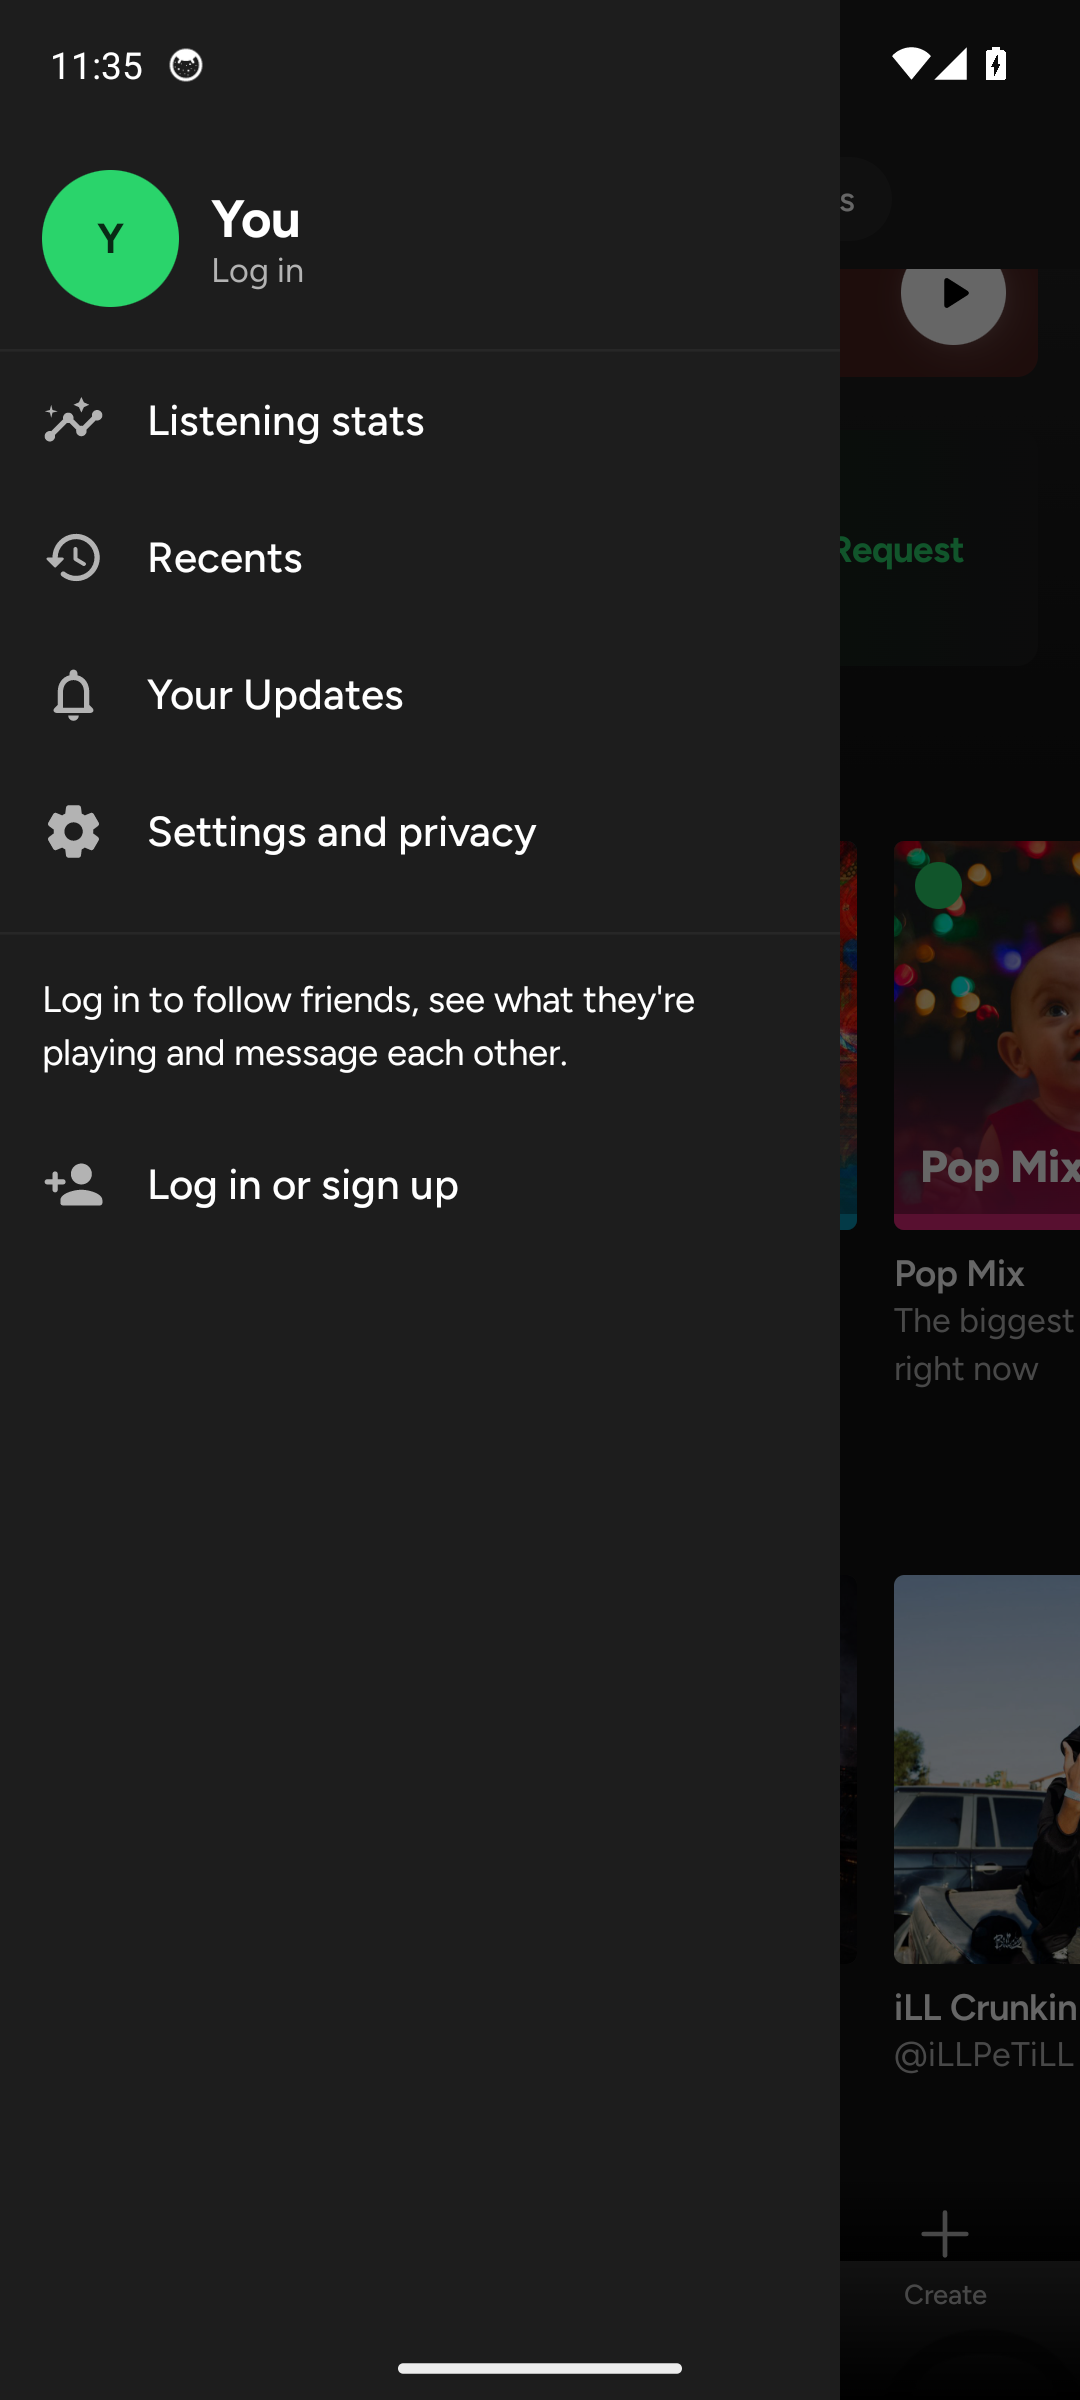 11:35
Y
You
Log in
s
Listening stats
Recents
Request
Your Updates
Settings and privacy
Log in to follow friends, see what they're
playing and message each other.
Log in or sign up
Pop Mix
Pop Mix
The biggest
right now
iLL Crunkin
@iLLPeTiLL
Create